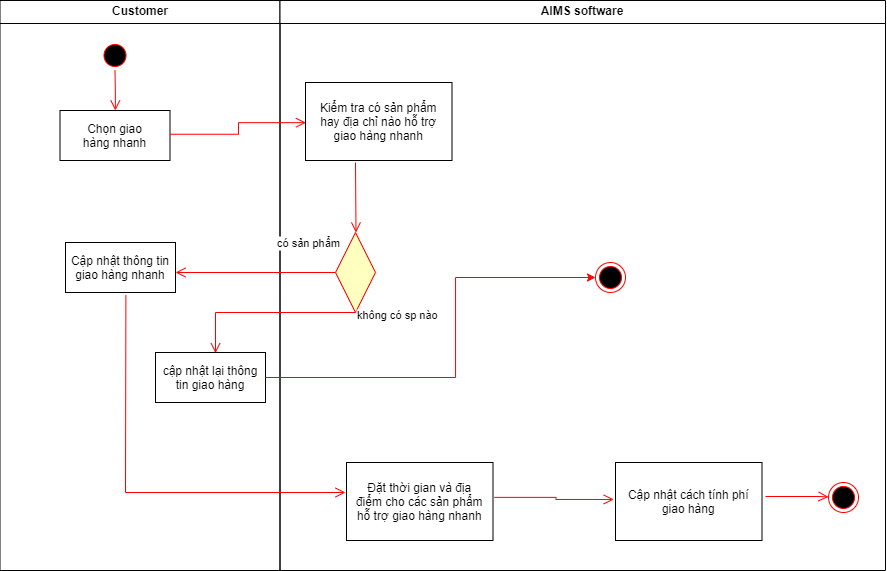 Customer
AIMS software
Chọn giao
hàng nhanh
Kiểm tra có sản phẩm
hay địa chỉ nào hỗ trợ
giao hàng nhanh
có sản phẩm
Cập nhật thông tin
giao hàng nhanh
không có sp nào
cập nhật lại thông
tin giao hàng
Đặt thời gian và địa
điểm cho các sản phẩm
hỗ trợ giao hàng nhanh
Cập nhật cách tính phí
giao hàng